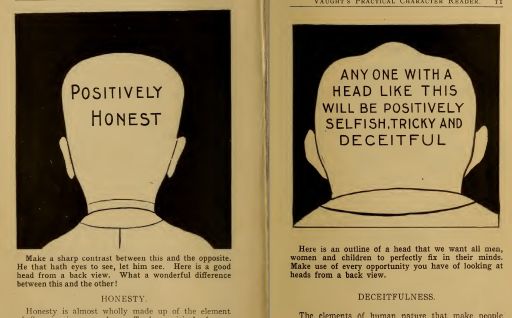 POSITIVELY
HONEST
Make a sharp contrast between this and the opposite.
He that hath eyes to see, let him see. Here is a good
head from a back view. What a wonderful difference
between this and the other!
HONESTY.
Honesty is almost wholly made up of the element
VAUGHT'S PRACTICAL CHARACTER READER. 11
ANY ONE WITH A
HEAD LIKE THIS
WILL BE POSITIVELY
SELFISH, TRICKY AND
DECEITFUL
Here is an outline of a head that we want all men,
women and children to perfectly fix in their minds.
Make use of every opportunity you have of looking at
heads from a back view.
DECEITFULNESS.
The elements of human nature that make people